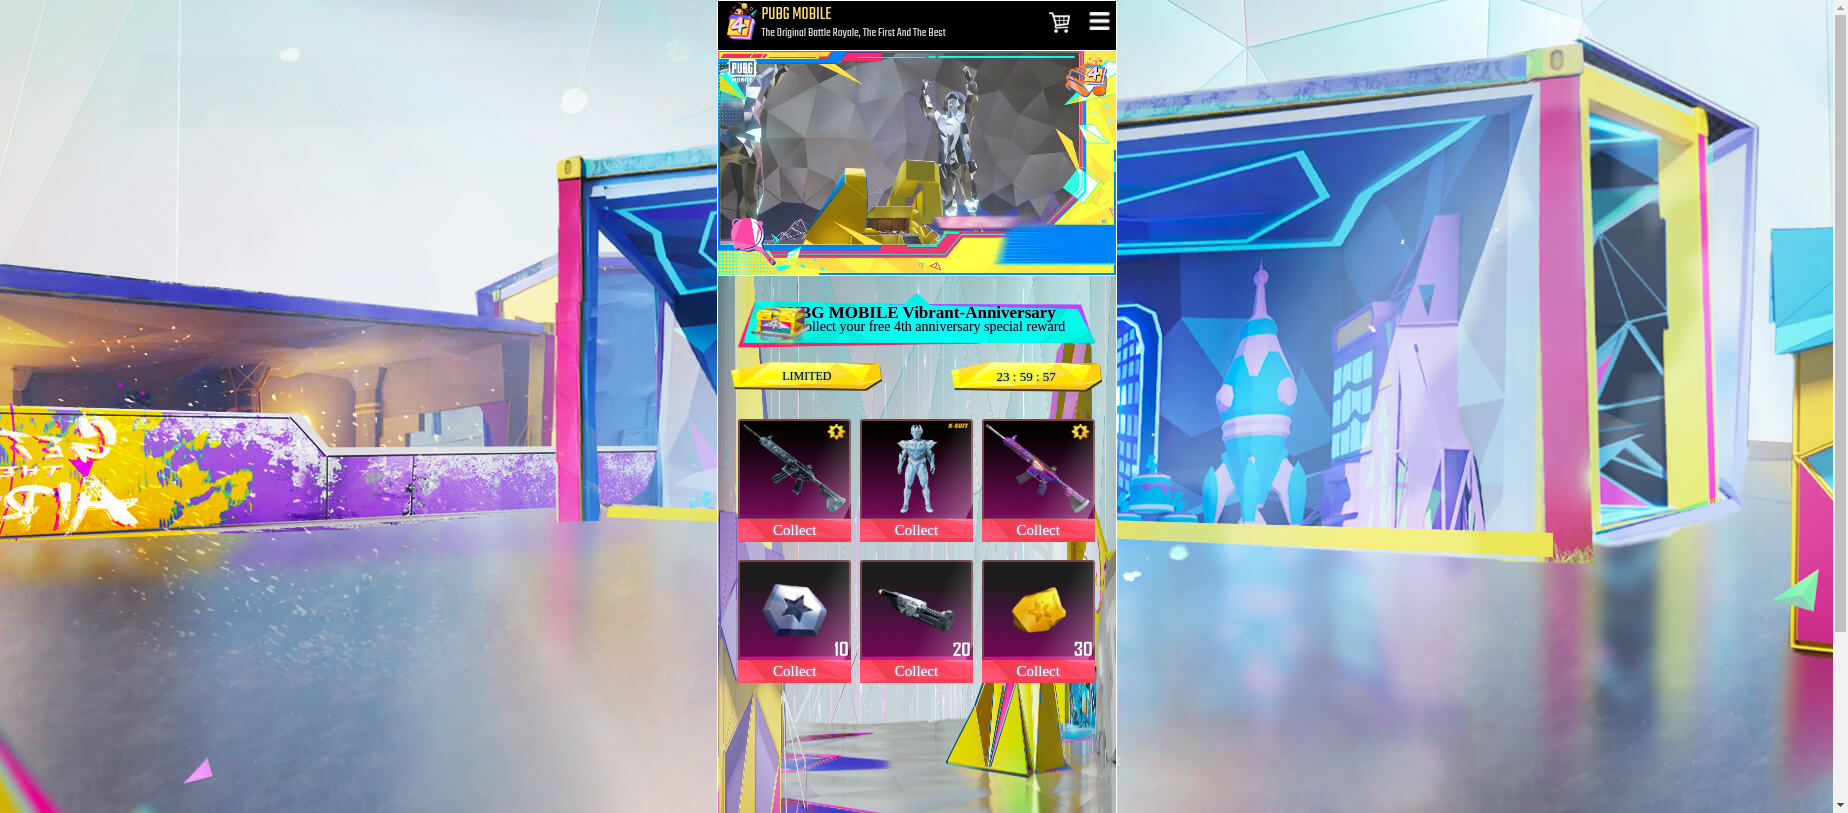 PUBG MOBILE
The Original Battle Royale, The First And The Best
PUBG
MOBILE
4
BG MOBILE Vibrant-Anniversary
ollect your free 4th anniversary special reward
LIMITED
23 : 59 : 57
K-SUIT
Collect
Collect
Collect
10
20
30
Collect
Collect
Collect